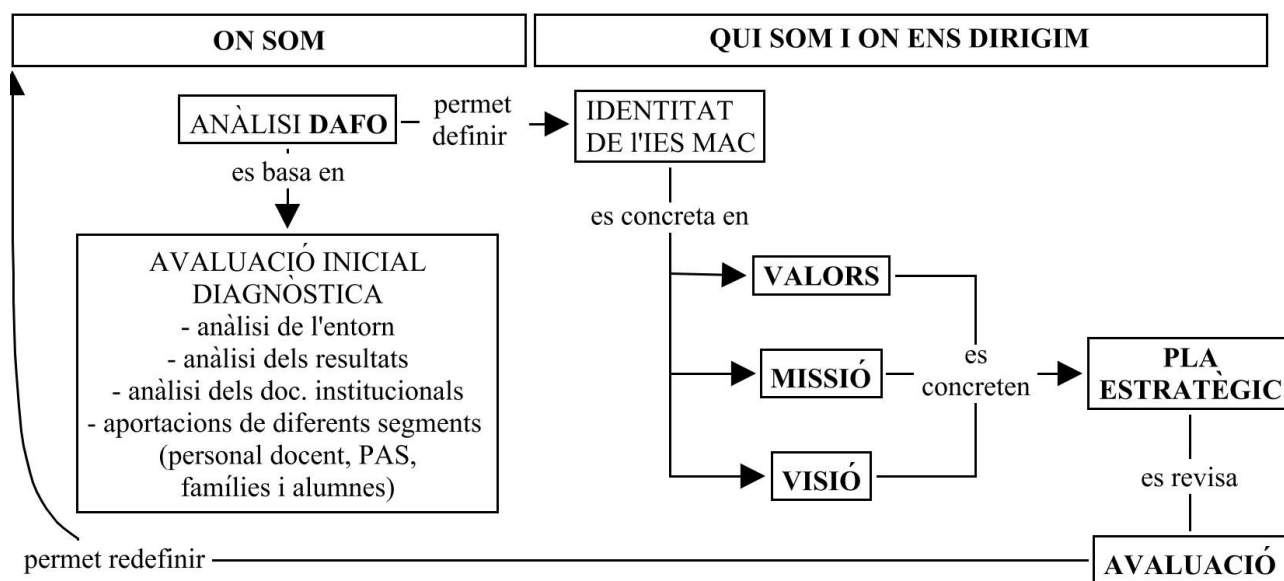 ON SOM
QUI SOM I ON ENS DIRIGIM
ANÀLISI DAFO
permet
definir
IDENTITAT
DE l'IES MAC
es basa en
es concreta en
AVALUACIÓ INICIAL
DIAGNÒSTICA
- anàlisi de l'entorn
- anàlisi dels resultats
- anàlisi dels doc. institucionals
- aportacions de diferents segments
(personal docent, PAS,
famílies i alumnes)
VALORS
MISSIÓ
VISIÓ
es
concreten
PLA
ESTRATÈGIC
es revisa
AVALUACIÓ
permet redefinir